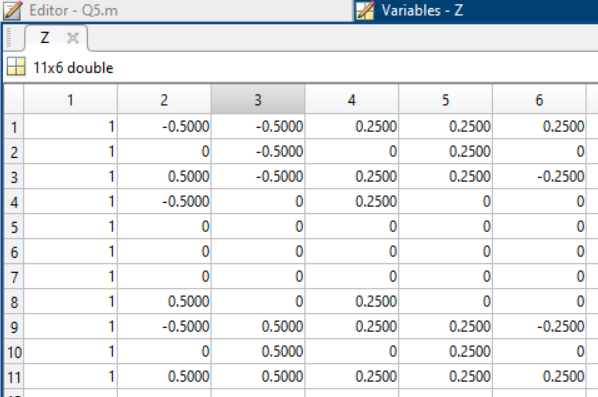 Editor - Q5.m Variables - Z
Z
11x6 double
1 2 3 4 5 6
1 1 -0.5000 -0.5000 0.2500 0.2500 0.2500
2 1 0 -0.5000 0 0.2500 0
3 1 0.5000 -0.5000 0.2500 0.2500 -0.2500
4 1 -0.5000 0 0.2500 0 0
5 1 0 0 0 0 0
6 1 0 0 0 0 0
7 1 0 0 0 0 0
8 1 0.5000 0 0.2500 0 0
9 1 -0.5000 0.5000 0.2500 0.2500 -0.2500
10 1 0 0.5000 0 0.2500 0
11 1 0.5000 0.5000 0.2500 0.2500 0.2500